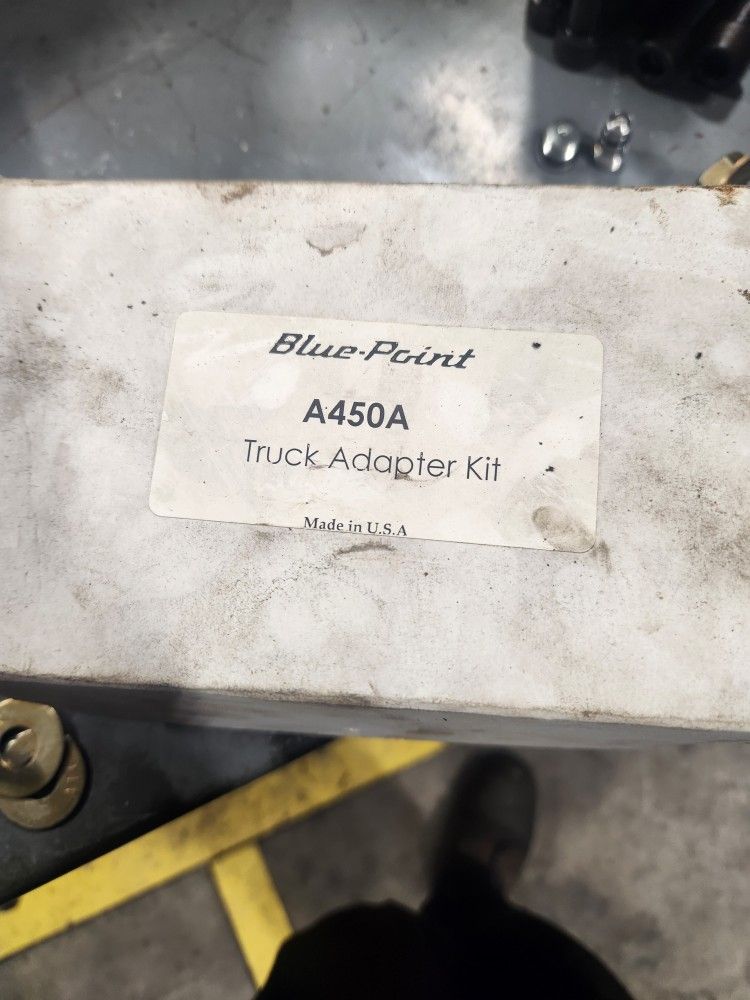 Blue-Point
A450A
Truck Adapter Kit
Made in U.S.A